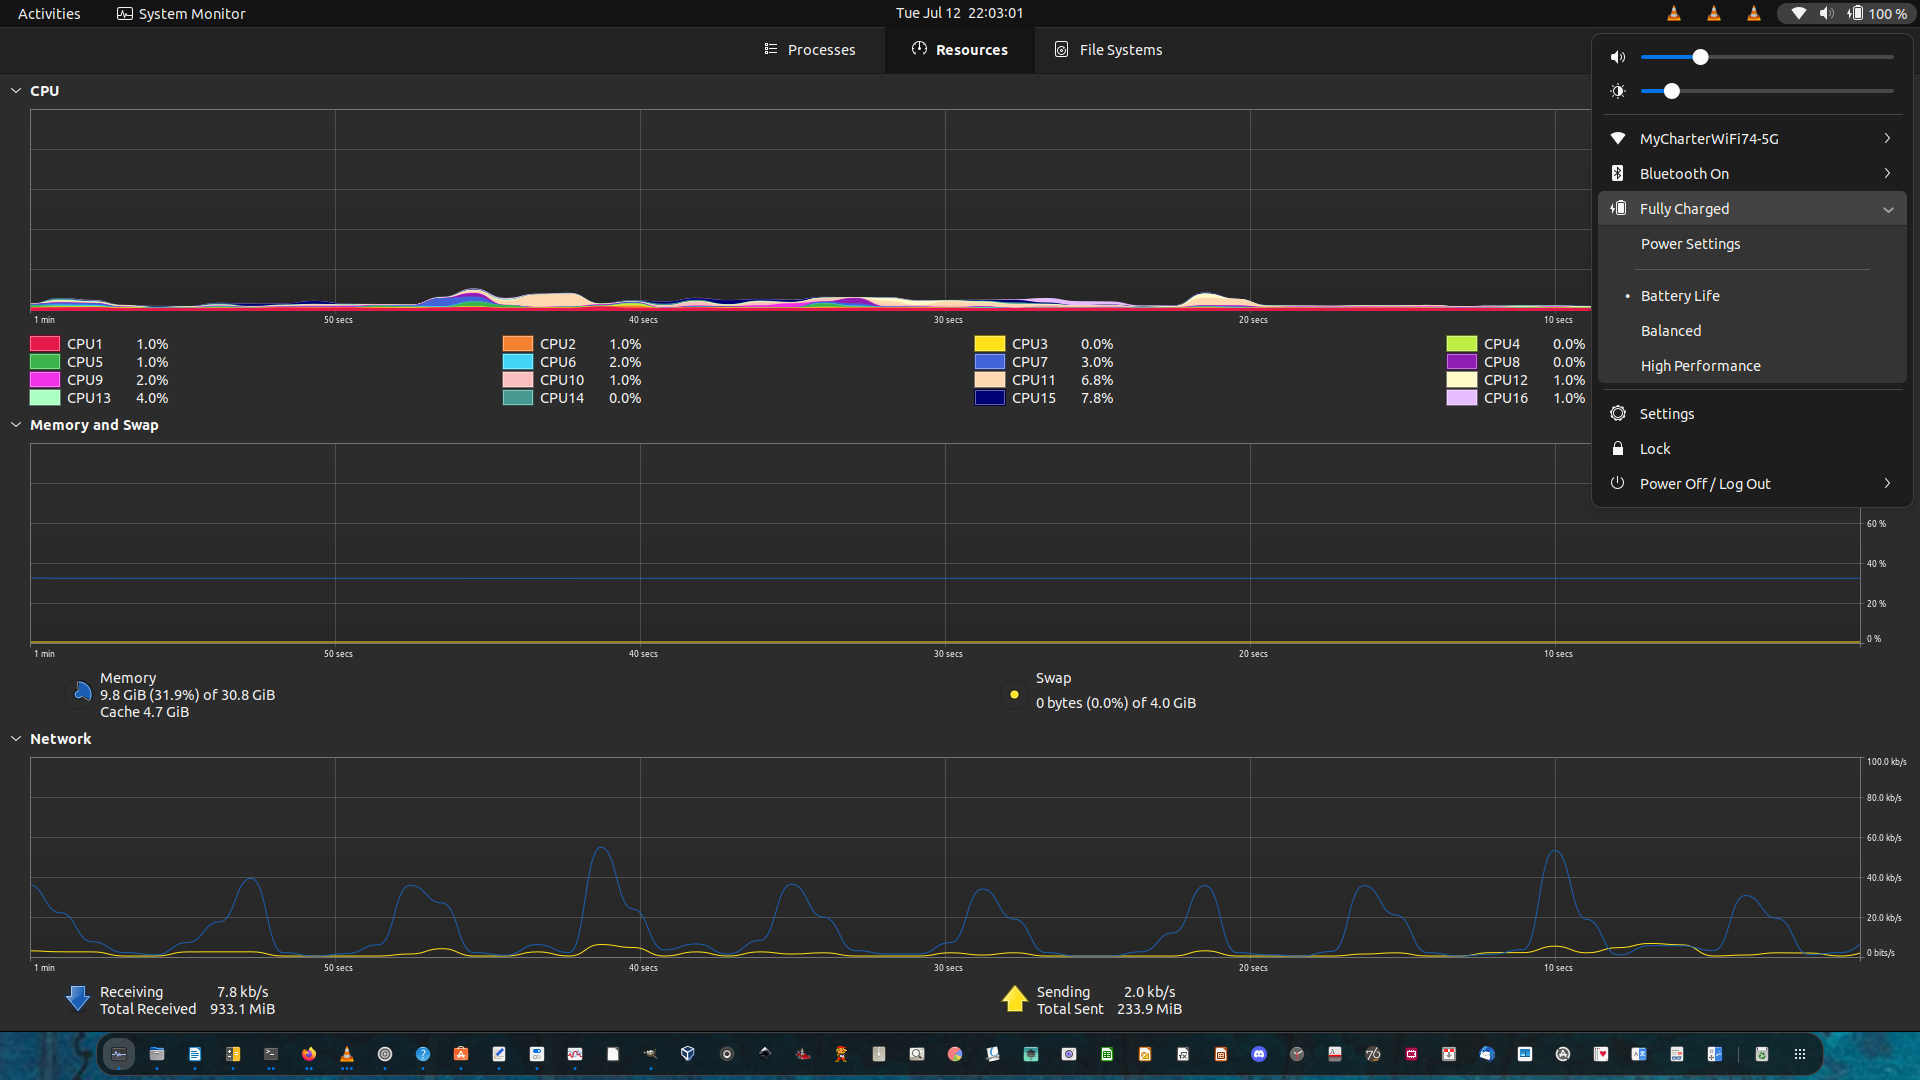 Activities
System Monitor
Tue Jul 12 22:03:01
100 %
Processes
Resources
File Systems
CPU
1 min
50 secs
40 secs
30 secs
20 secs
10 secs
CPU1 1.0%
CPU2 1.0%
CPU3 0.0%
CPU4 0.0%
CPU5 1.0%
CPU6 2.0%
CPU7 3.0%
CPU8 0.0%
CPU9 2.0%
CPU10 1.0%
CPU11 6.8%
CPU12 1.0%
CPU13 4.0%
CPU14 0.0%
CPU15 7.8%
CPU16 1.0%
MyCharterWiFi74-5G
Bluetooth On
Fully Charged
Power Settings
• Battery Life
Balanced
High Performance
Settings
Lock
Power Off / Log Out
Memory and Swap
60 %
40 %
20 %
0 %
1 min
50 secs
40 secs
30 secs
20 secs
10 secs
Memory
9.8 GiB (31.9%) of 30.8 GiB
Cache 4.7 GiB
Swap
0 bytes (0.0%) of 4.0 GiB
Network
100.0 kb/s
80.0 kb/s
60.0 kb/s
40.0 kb/s
20.0 kb/s
0 bits/s
1 min
50 secs
40 secs
30 secs
20 secs
10 secs
Receiving 7.8 kb/s
Total Received 933.1 MiB
Sending 2.0 kb/s
Total Sent 233.9 MiB
76